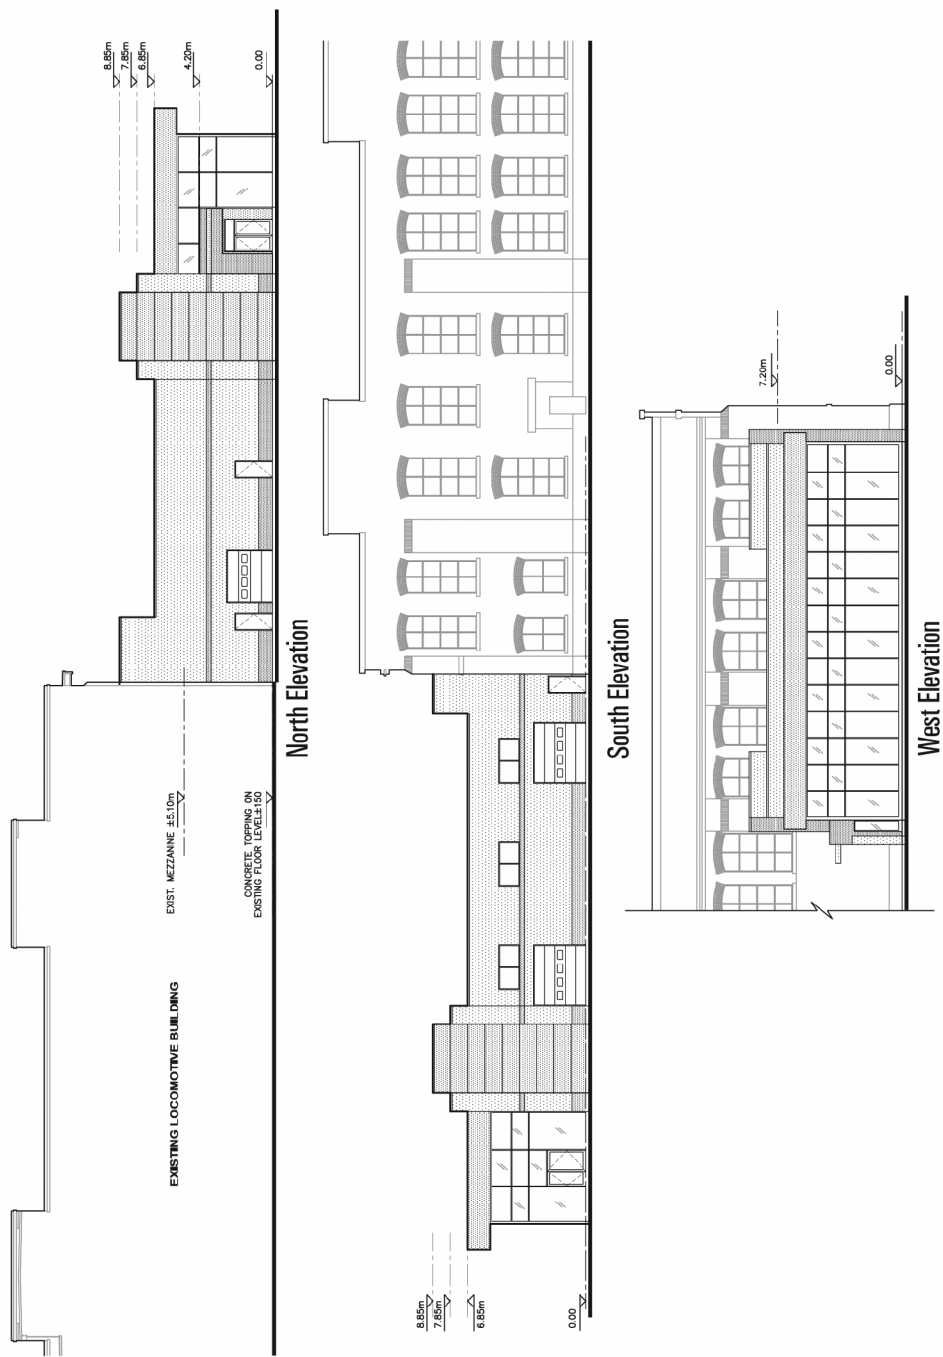 8.85m
7.85m
6.85m
4.20m
0.00
EXIST. MEZZANINE ±5.10m
CONCRETE TOPPING ON
EXISTING FLOOR LEVEL±150
EXISTING LOCOMOTIVE BUILDING
North Elevation
8.85m
7.85m
6.85m
0.00
South Elevation
7.20m
0.00
West Elevation